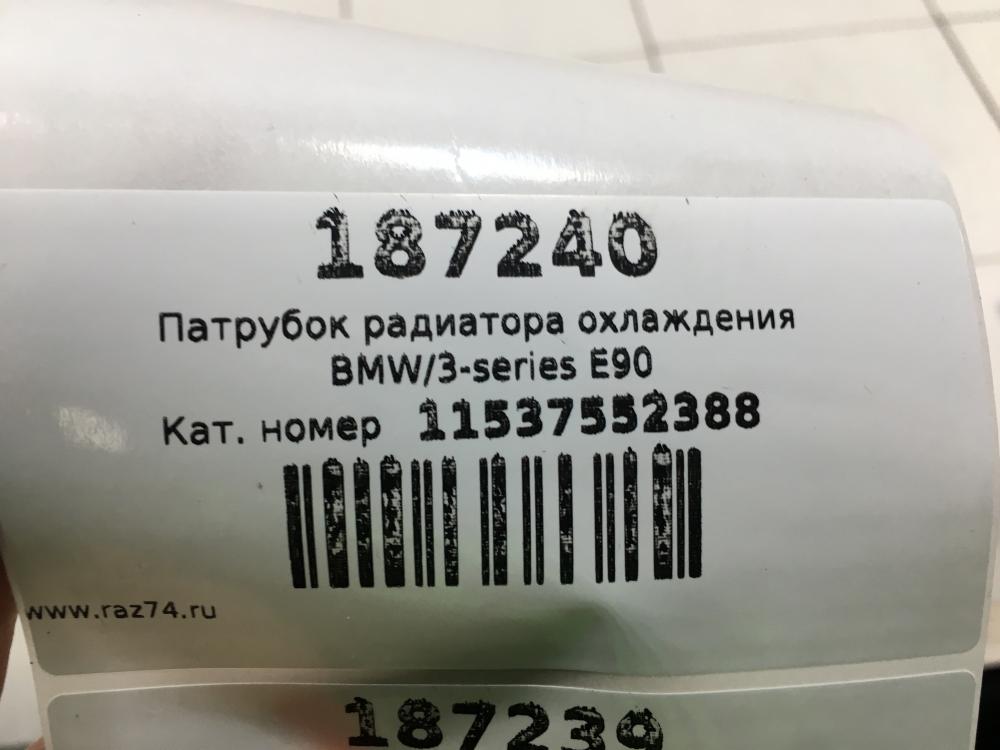 187240
Патрубок радиатора охлаждения
BMW/3-series E90
Кат. номер 11537552388
www.raz74.ru
187239